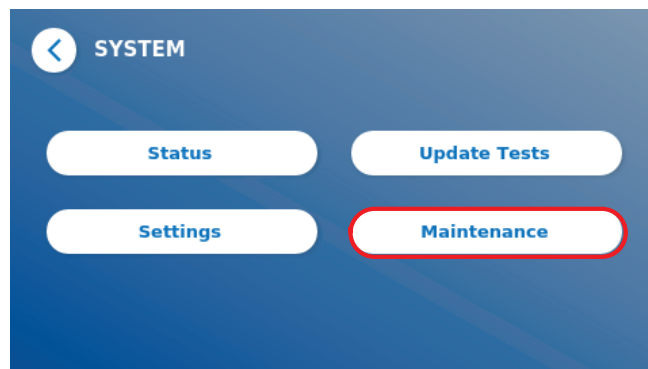 SYSTEM
Status
Update Tests
Settings
Maintenance